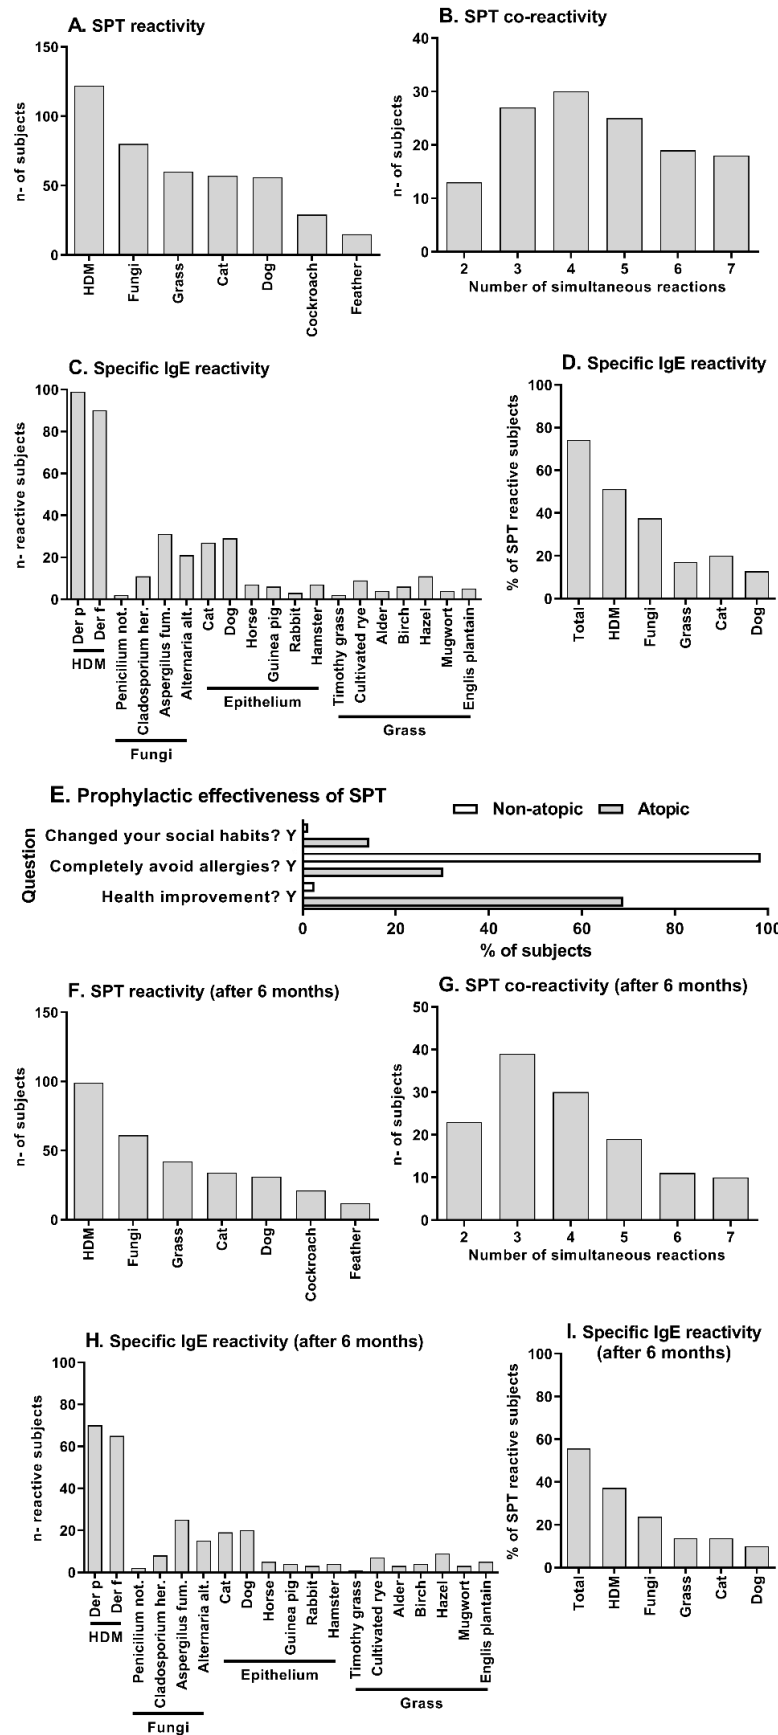 A. SPT reactivity
n- of subjects
150
100
50
0
HDM
Fungi
Grass
Cat
Dog
Cockroach
Feather
B. SPT co-reactivity
n- of subjects
40
30
20
10
0
2 3 4 5 6 7
Number of simultaneous reactions
C. Specific IgE reactivity
n- reactive subjects
100
80
60
40
20
0
Der p
Der f
Penicilium not.
Cladosporium her.
Aspergilus fum.
Alternaria alt.
Cat
Dog
Horse
Guinea pig
Rabbit
Hamster
Timothy grass
Cultivated rye
Alder
Birch
Hazel
Mugwort
Englis plantain
HDM
Fungi
Epithelium
Grass
D. Specific IgE reactivity
% of SPT reactive subjects
100
80
60
40
20
0
Total
HDM
Fungi
Grass
Cat
Dog
E. Prophylactic effectiveness of SPT
Non-atopic Atopic
Question
Changed your social habits? Y
Completely avoid allergies? Y
Health improvement? Y
0 20 40 60 80 100
% of subjects
F. SPT reactivity (after 6 months)
n- of subjects
150
100
50
0
HDM
Fungi
Grass
Cat
Dog
Cockroach
Feather
G. SPT co-reactivity (after 6 months)
n- of subjects
50
40
30
20
10
0
2 3 4 5 6 7
Number of simultaneous reactions
H. Specific IgE reactivity (after 6 months)
n- reactive subjects
100
80
60
40
20
0
Der p
Der f
Penicilium not.
Cladosporium her.
Aspergilus fum.
Alternaria alt.
Cat
Dog
Horse
Guinea pig
Rabbit
Hamster
Timothy grass
Cultivated rye
Alder
Birch
Hazel
Mugwort
Englis plantain
HDM
Fungi
Epithelium
Grass
I. Specific IgE reactivity
(after 6 months)
% of SPT reactive subjects
100
80
60
40
20
0
Total
HDM
Fungi
Grass
Cat
Dog